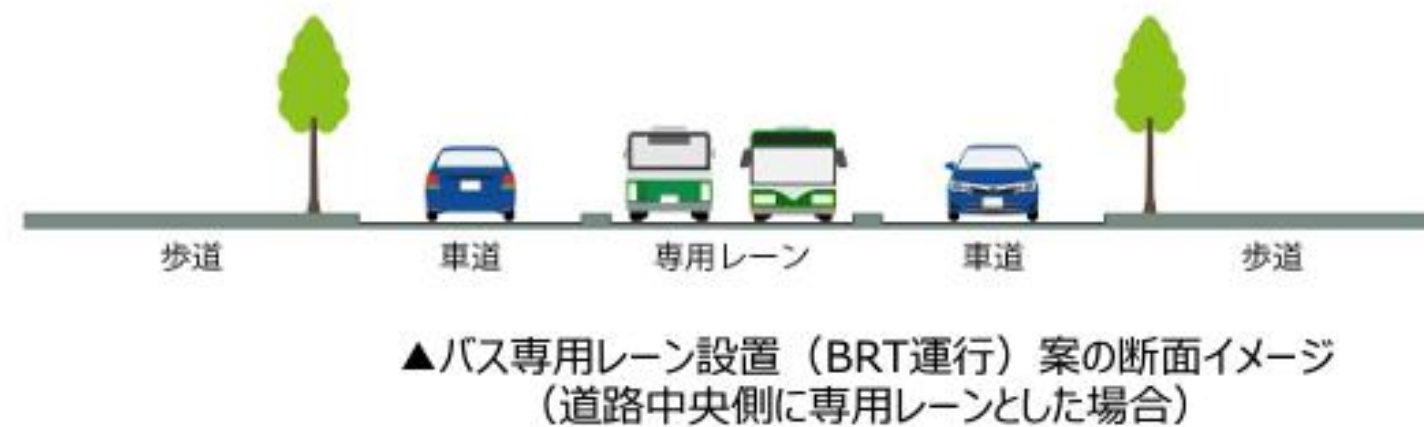 歩道 車道 専用レーン 車道 歩道
▲バス専用レーン設置（BRT運行）案の断面イメージ
（道路中央側に専用レーンとした場合）